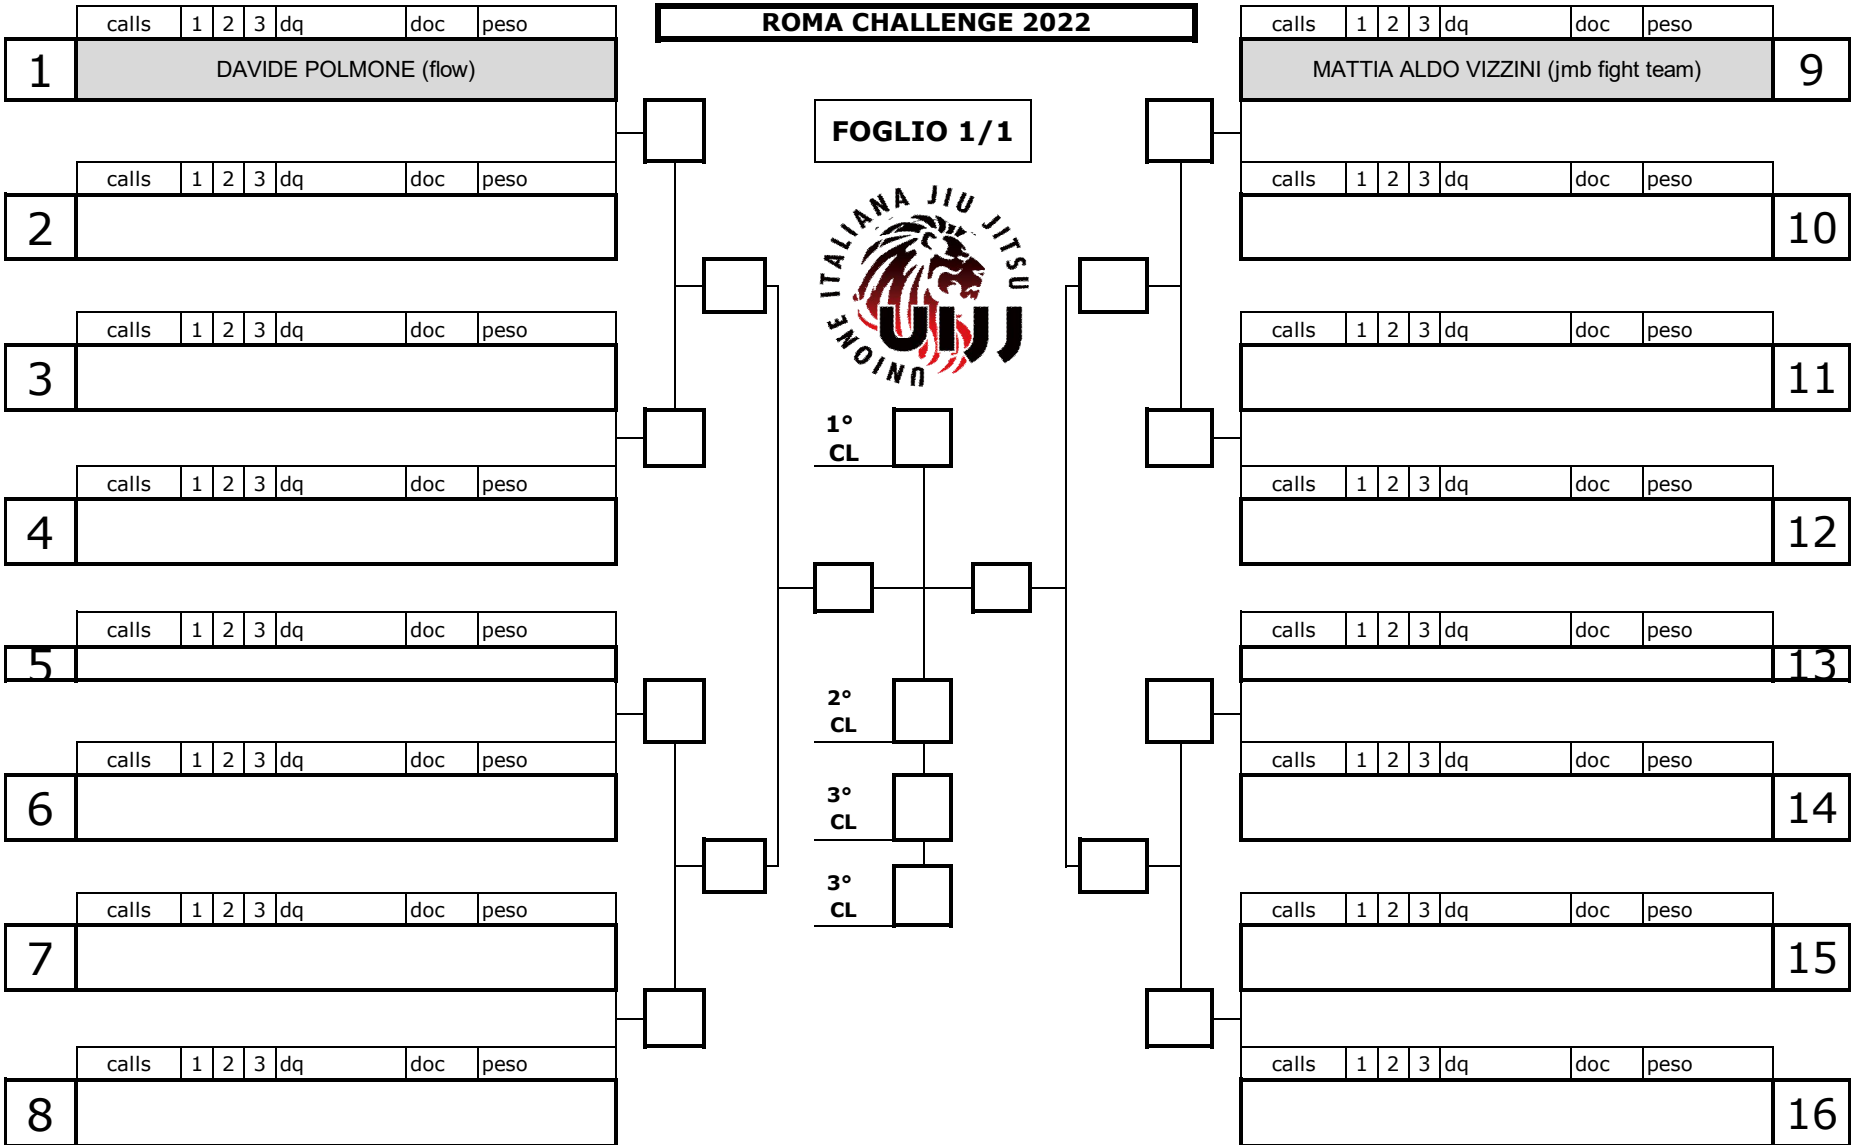 calls 1 2 3 dq doc peso
1 DAVIDE POLMONE (flow)
calls 1 2 3 dq doc peso
2
calls 1 2 3 dq doc peso
3
calls 1 2 3 dq doc peso
4
calls 1 2 3 dq doc peso
5
calls 1 2 3 dq doc peso
6
calls 1 2 3 dq doc peso
7
calls 1 2 3 dq doc peso
8
ROMA CHALLENGE 2022
FOGLIO 1/1
UNIONE ITALIANA JIU JITSU
UIJJ
1°
CL
2°
CL
3°
CL
3°
CL
calls 1 2 3 dq doc peso
MATTIA ALDO VIZZINI (jmb fight team) 9
calls 1 2 3 dq doc peso
10
calls 1 2 3 dq doc peso
11
calls 1 2 3 dq doc peso
12
calls 1 2 3 dq doc peso
13
calls 1 2 3 dq doc peso
14
calls 1 2 3 dq doc peso
15
calls 1 2 3 dq doc peso
16